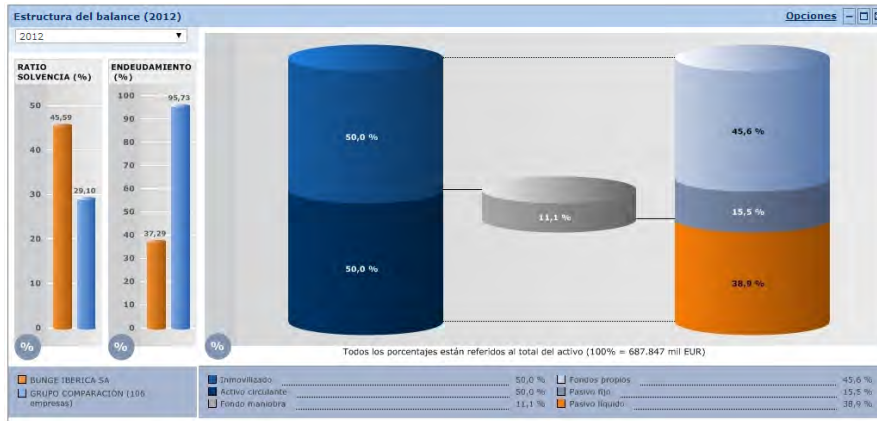 Estructura del balance (2012)
Opciones
2012
RATIO
SOLVENCIA (%)
50
45,59
40
30
29,10
20
10
0
%
ENDEUDAMIENTO
(%)
100
95,73
90
80
70
60
50
40
37,29
30
20
10
0
%
50,0 %
50,0 %
11,1 %
45,6 %
15,5 %
38,9 %
%
Todos los porcentajes están referidos al total del activo (100% = 687.847 mil EUR)
BUNGE IBERICA SA
GRUPO COMPARACIÓN (106
empresas)
Inmovilizado 50,0 %
Activo circulante 50,0 %
Fondo maniobra 11,1 %
Fondos propios 45,6 %
Pasivo fijo 15,5 %
Pasivo líquido 38,9 %